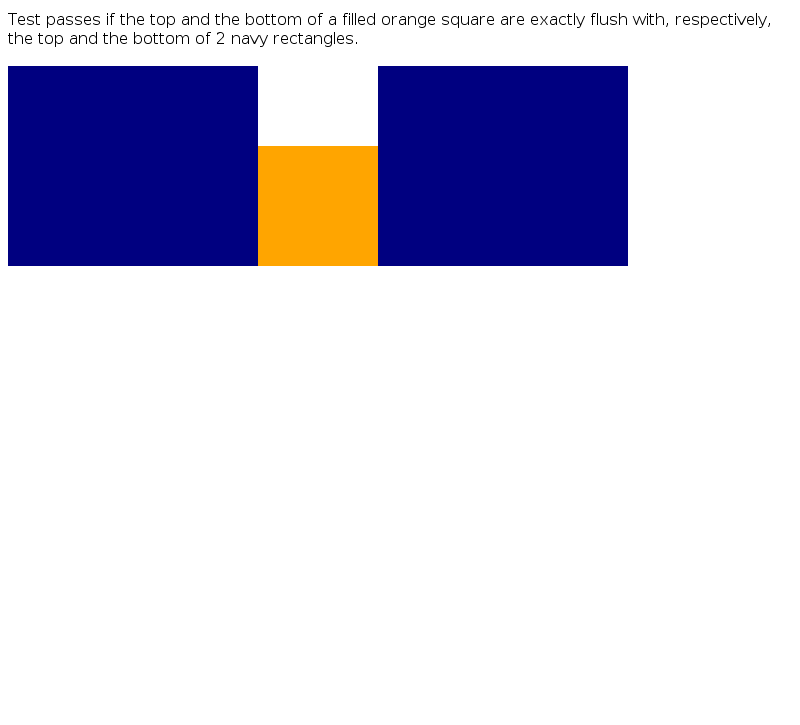 Test passes if the top and the bottom of a filled orange square are exactly flush with, respectively,
the top and the bottom of 2 navy rectangles.